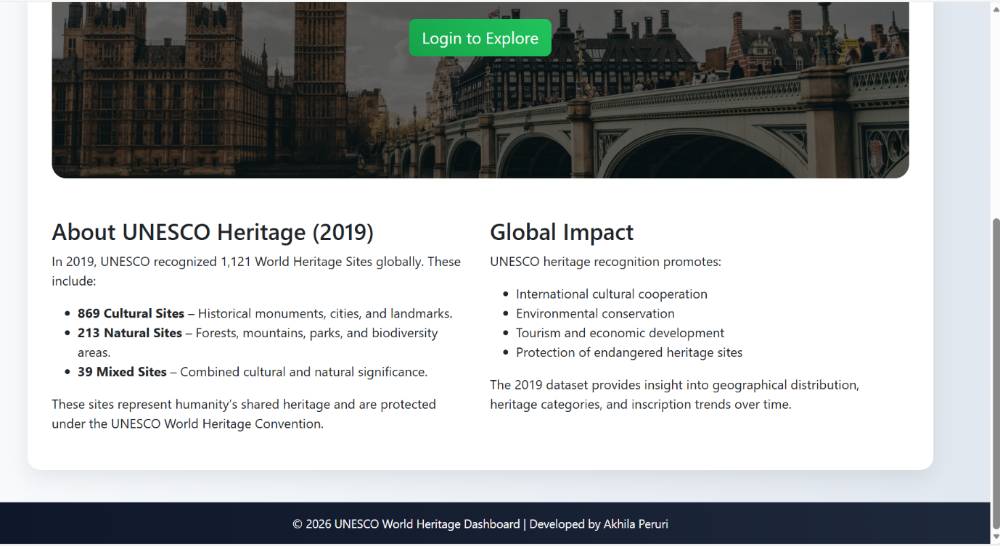 Login to Explore
About UNESCO Heritage (2019)
In 2019, UNESCO recognized 1,121 World Heritage Sites globally. These
include:
• 869 Cultural Sites – Historical monuments, cities, and landmarks.
• 213 Natural Sites – Forests, mountains, parks, and biodiversity
areas.
• 39 Mixed Sites – Combined cultural and natural significance.
These sites represent humanity’s shared heritage and are protected
under the UNESCO World Heritage Convention.
Global Impact
UNESCO heritage recognition promotes:
• International cultural cooperation
• Environmental conservation
• Tourism and economic development
• Protection of endangered heritage sites
The 2019 dataset provides insight into geographical distribution,
heritage categories, and inscription trends over time.
© 2026 UNESCO World Heritage Dashboard | Developed by Akhila Peruri